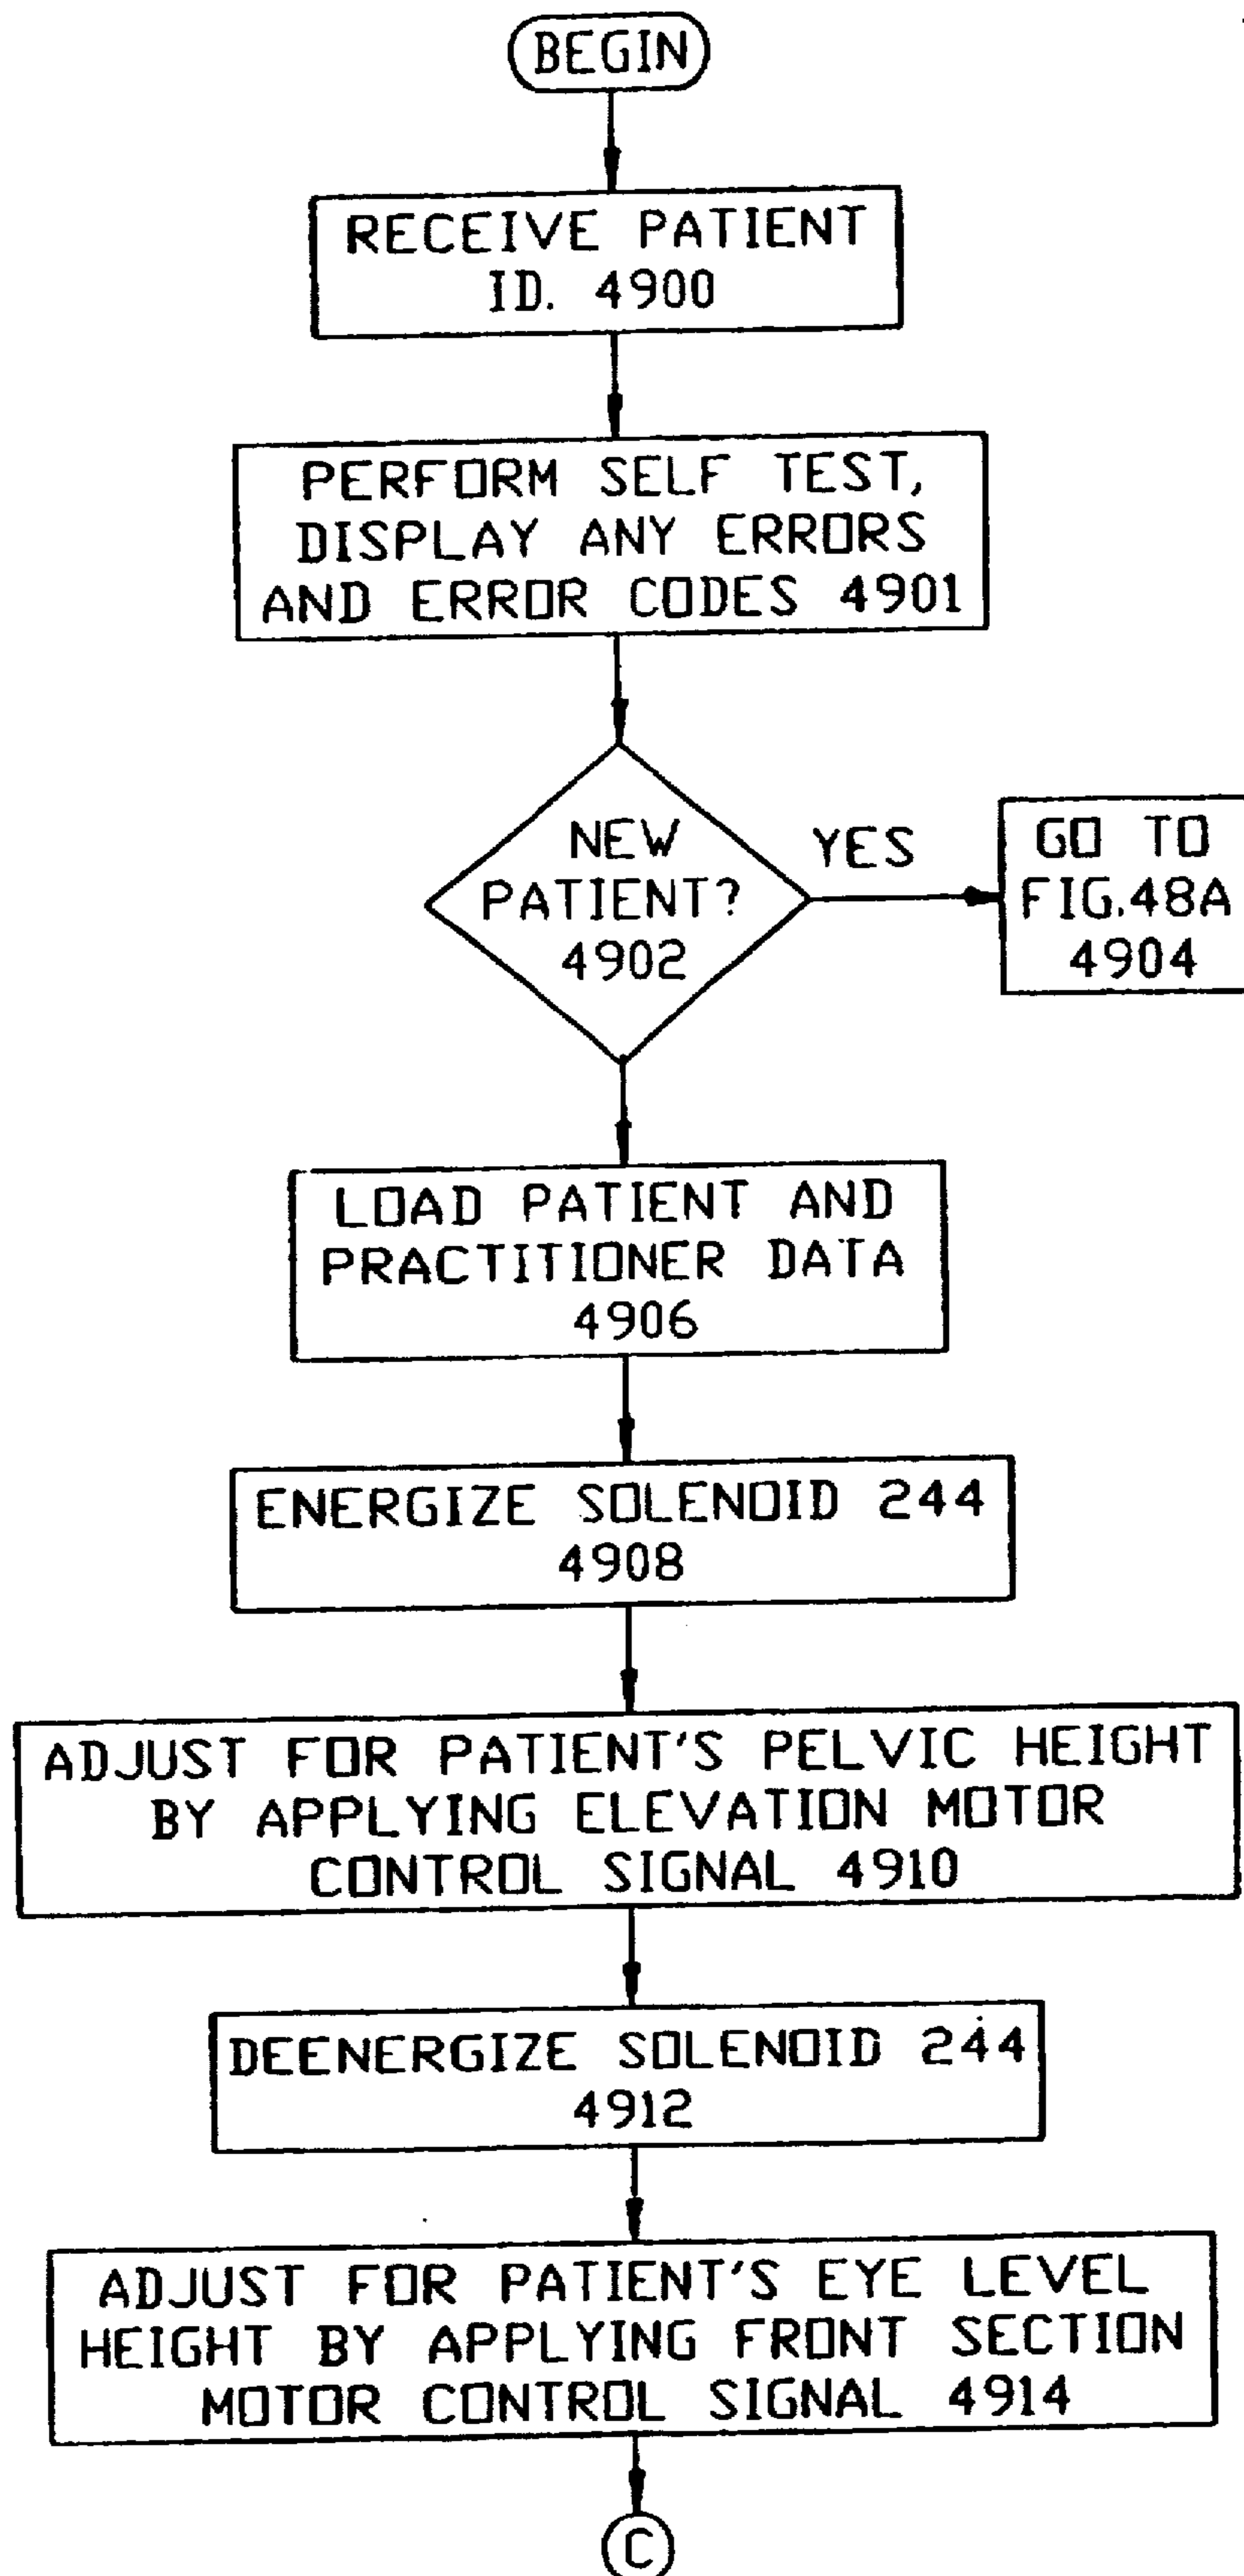 BEGIN
RECEIVE PATIENT
ID. 4900
PERFORM SELF TEST,
DISPLAY ANY ERRORS
AND ERROR CODES 4901
NEW
PATIENT?
4902
YES
GO TO
FIG.48A
4904
LOAD PATIENT AND
PRACTITIONER DATA
4906
ENERGIZE SOLENOID 244
4908
ADJUST FOR PATIENT'S PELVIC HEIGHT
BY APPLYING ELEVATION MOTOR
CONTROL SIGNAL 4910
DEENERGIZE SOLENOID 244
4912
ADJUST FOR PATIENT'S EYE LEVEL
HEIGHT BY APPLYING FRONT SECTION
MOTOR CONTROL SIGNAL 4914
C